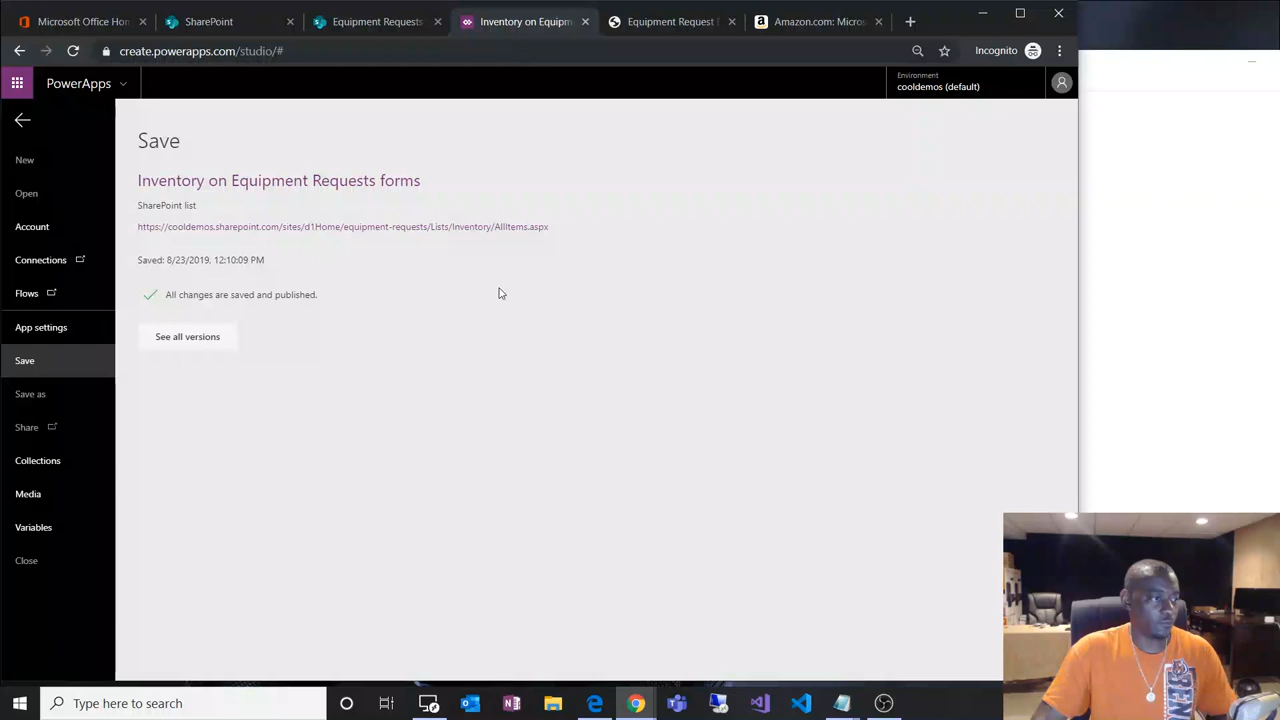 Microsoft Office Hom
SharePoint
Equipment Requests
Inventory on Equipm
Equipment Request F
Amazon.com: Micros
create.powerapps.com/studio/#
Incognito
PowerApps
Environment
cooldemos (default)
Save
Inventory on Equipment Requests forms
SharePoint list
https://cooldemos.sharepoint.com/sites/d1Home/equipment-requests/Lists/Inventory/AllItems.aspx
Saved: 8/23/2019, 12:10:09 PM
All changes are saved and published.
See all versions
New
Open
Account
Connections
Flows
App settings
Save
Save as
Share
Collections
Media
Variables
Close
Type here to search